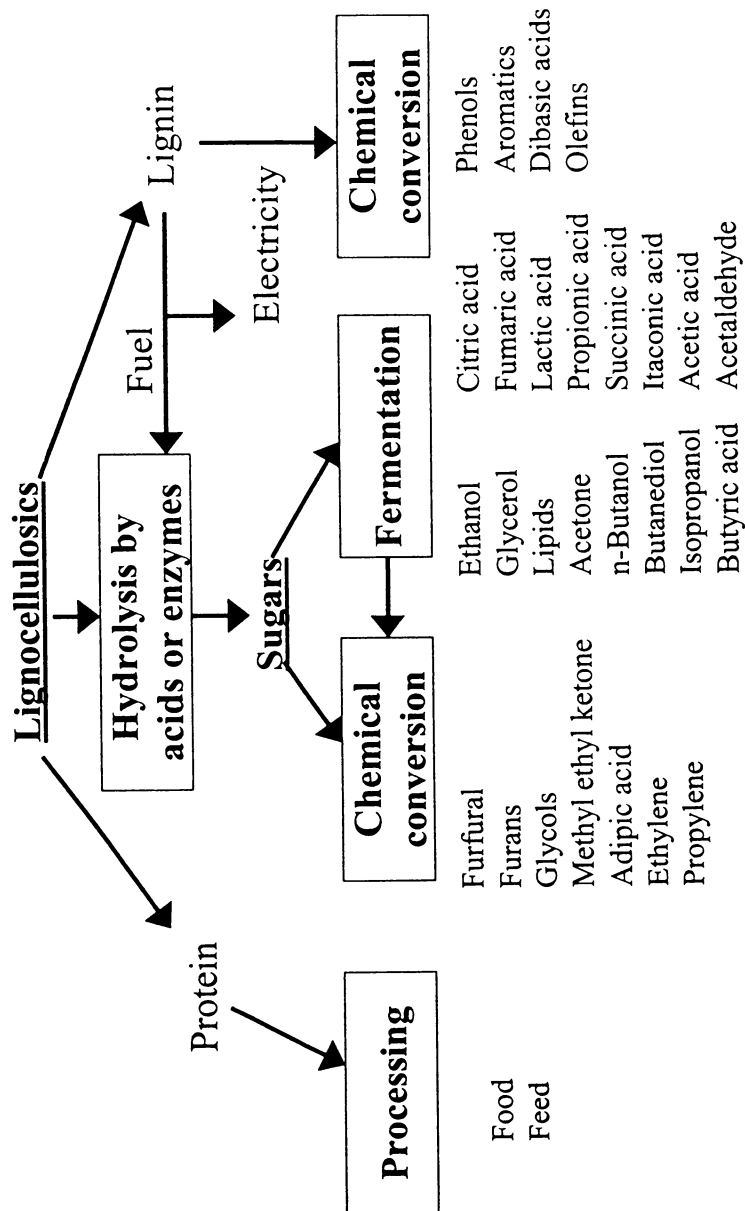 Lignocellulosics
Hydrolysis by
acids or enzymes
Fuel
Lignin
Electricity
Protein
Sugars
Processing
Chemical
conversion
Fermentation
Chemical
conversion
Food
Feed
Furfural
Furans
Glycols
Methyl ethyl ketone
Adipic acid
Ethylene
Propylene
Ethanol
Glycerol
Lipids
Acetone
n-Butanol
Butanediol
Isopropanol
Butyric acid
Citric acid
Fumaric acid
Lactic acid
Propionic acid
Succinic acid
Itaconic acid
Acetic acid
Acetaldehyde
Phenols
Aromatics
Dibasic acids
Olefins